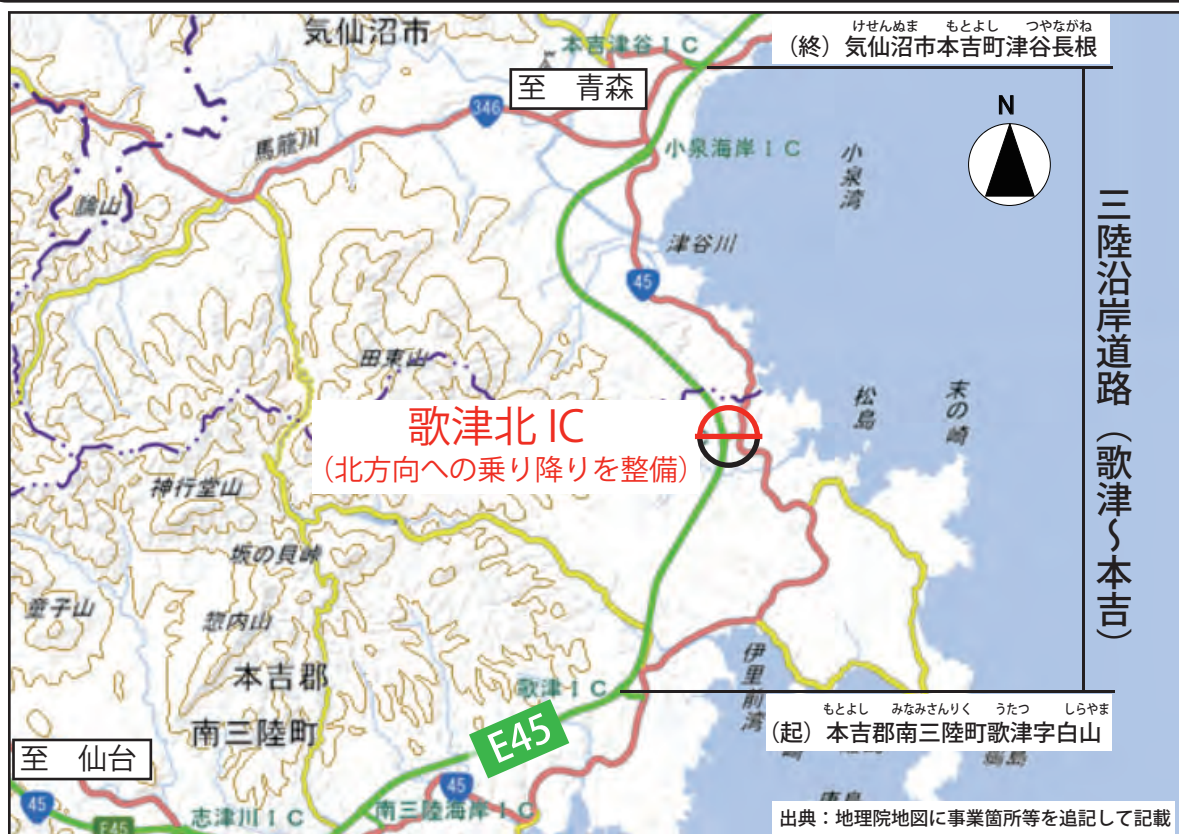 けせんぬま もとよし つやながね
(終) 気仙沼市本吉町津谷長根
気仙沼市
本吉津谷IC
至 青森
346
N
馬籠川
小泉海岸IC
小泉湾
津谷川
45
三陸沿岸道路(歌津~本吉)
田束山
松島
末の崎
歌津北 IC
(北方向への乗り降りを整備)
神行堂山
坂の貝峠
童子山
惣内山
本吉郡
南三陸町
歌津IC
伊里前湾
E45
もとよし みなみさんりく うたつ しらやま
(起) 本吉郡南三陸町歌津字白山
至 仙台
45
45
E45
志津川IC
南三陸海岸IC
出典:地理院地図に事業箇所等を追記して記載